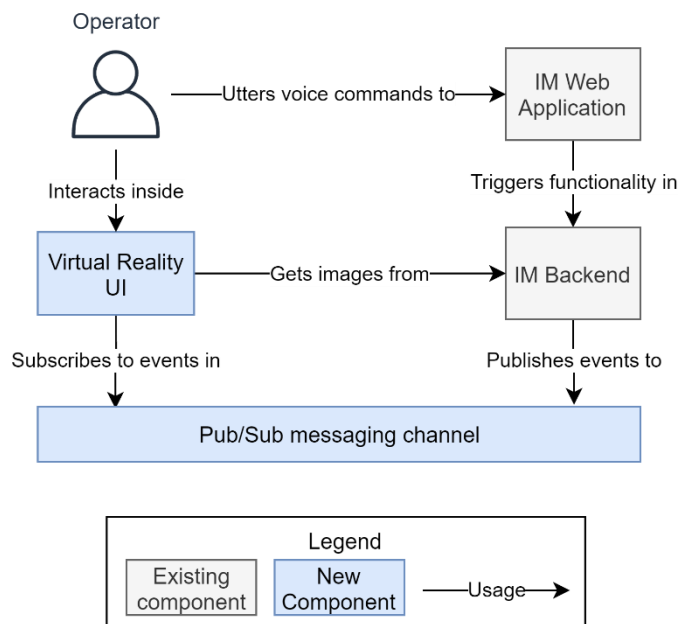 Operator
Utters voice commands to
IM Web
Application
Interacts inside
Triggers functionality in
Virtual Reality
UI
Gets images from
IM Backend
Subscribes to events in
Publishes events to
Pub/Sub messaging channel
Legend
Existing
component
New
Component
Usage